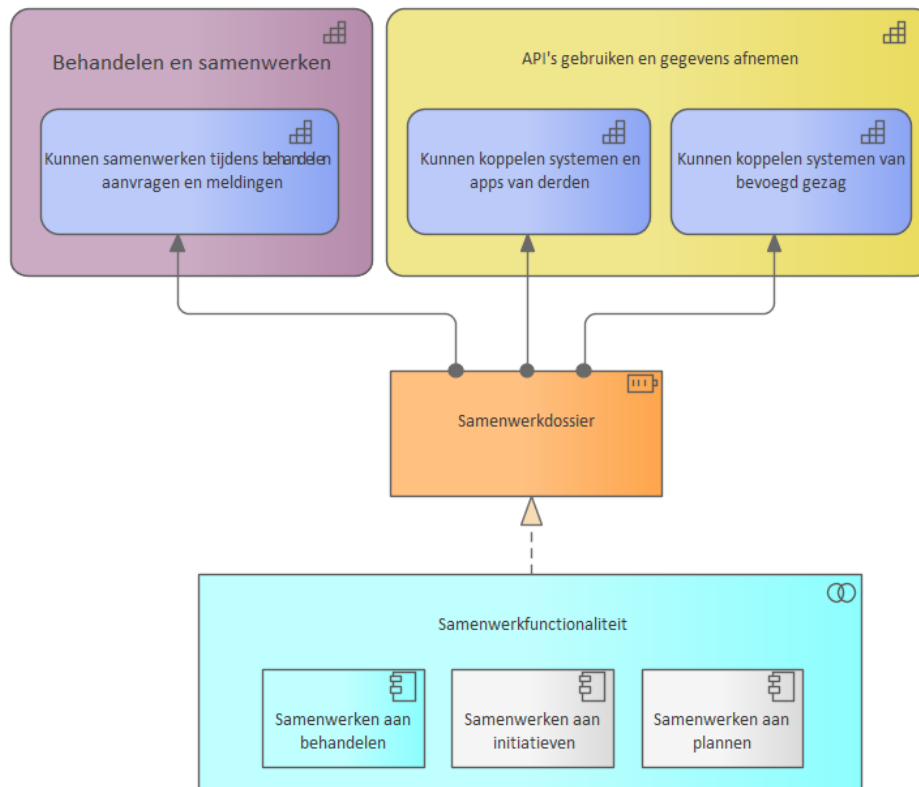 Behandelen en samenwerken
API's gebruiken en gegevens afnemen
Kunnen samenwerken tijdens behandelen
aanvragen en meldingen
Kunnen koppelen systemen en
apps van derden
Kunnen koppelen systemen van
bevoegd gezag
Samenwerkdossier
Samenwerkfunctionaliteit
Samenwerken aan
behandelen
Samenwerken aan
initiatieven
Samenwerken aan
plannen